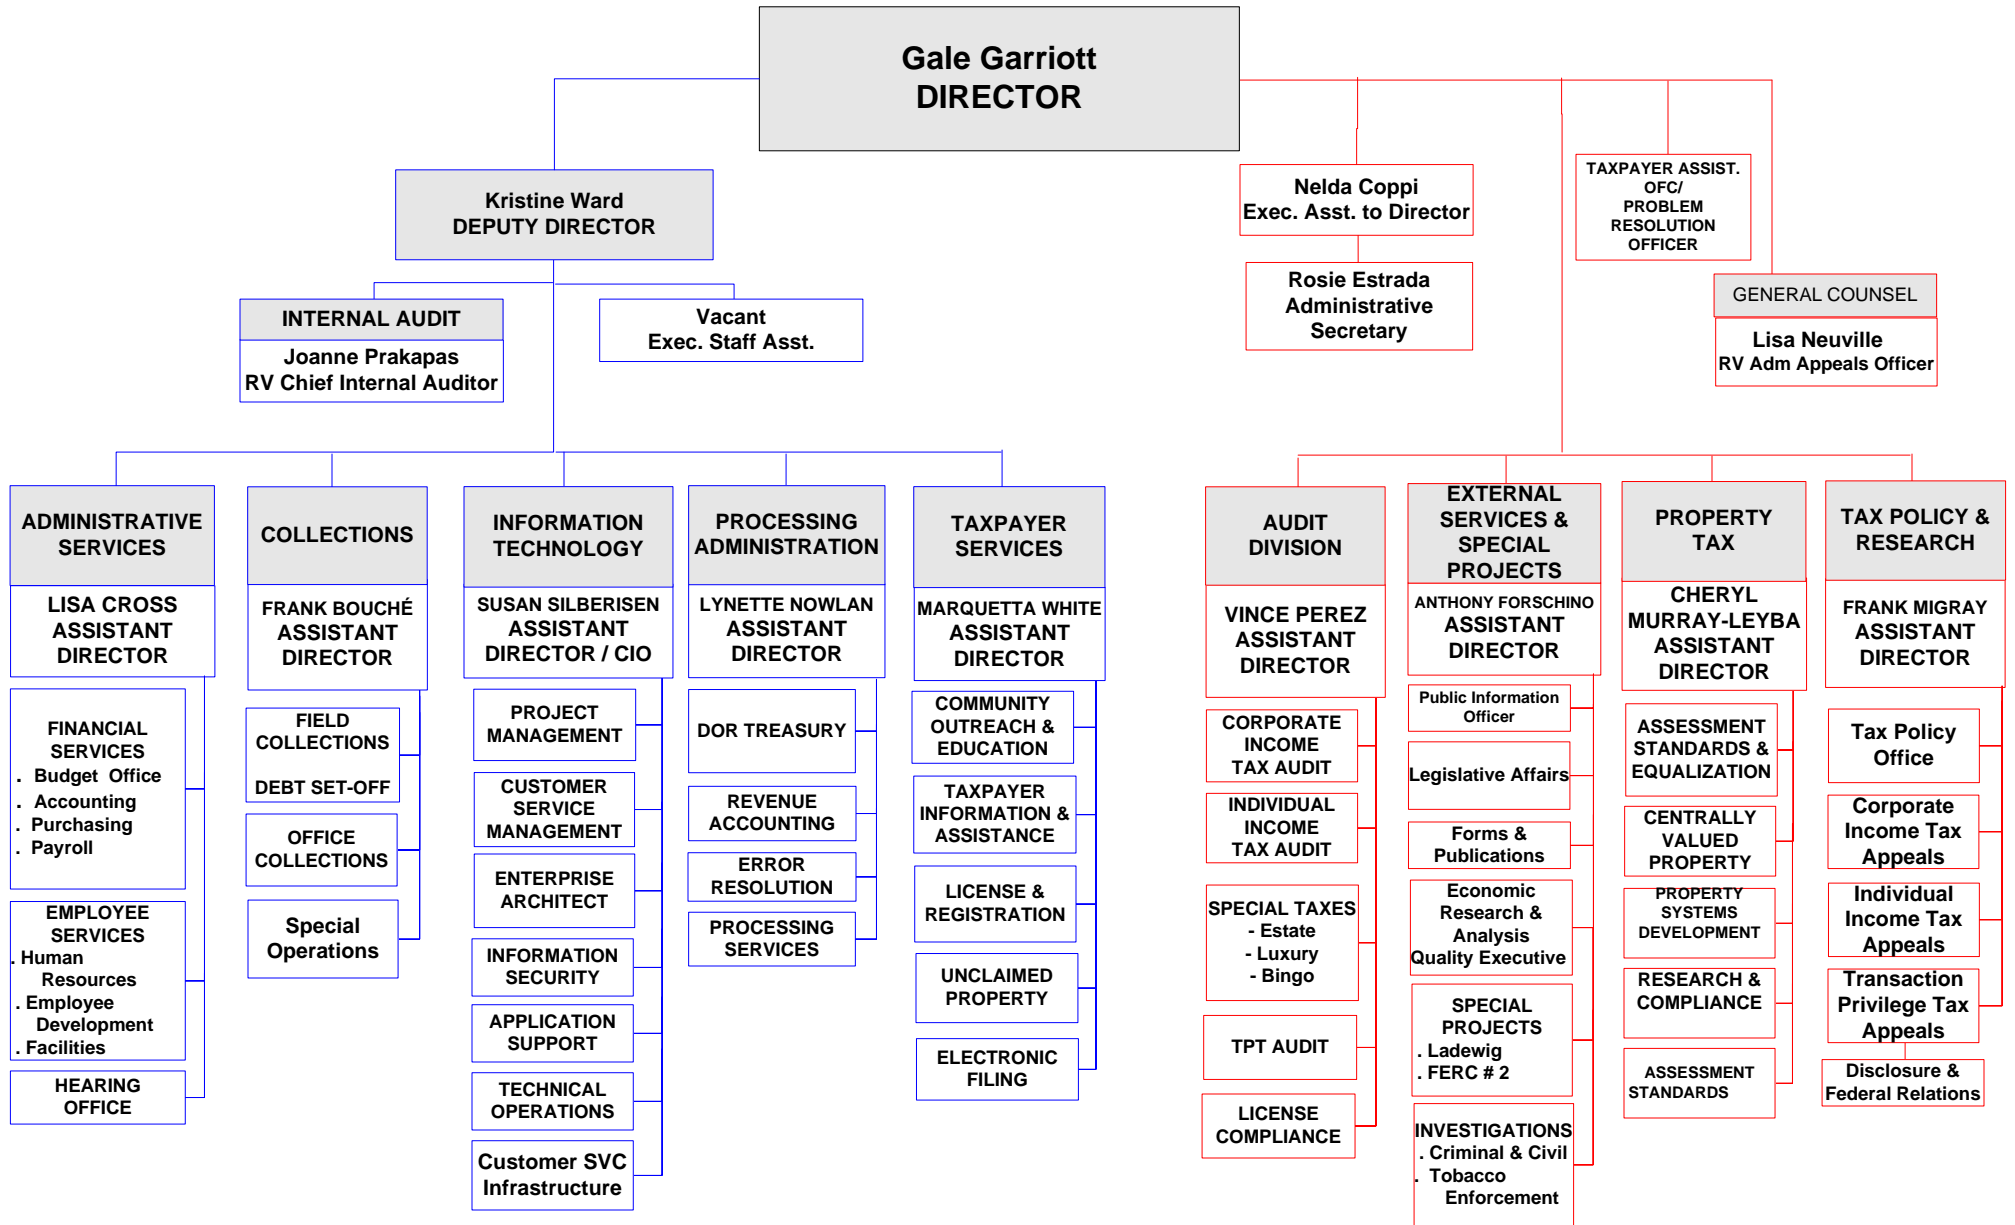 Gale Garriott
DIRECTOR
Kristine Ward
DEPUTY DIRECTOR
Nelda Coppi
Exec. Asst. to Director
TAXPAYER ASSIST.
OFC/
PROBLEM
RESOLUTION
OFFICER
Rosie Estrada
Administrative
Secretary
GENERAL COUNSEL
Lisa Neuville
RV Adm Appeals Officer
INTERNAL AUDIT
Joanne Prakapas
RV Chief Internal Auditor
Vacant
Exec. Staff Asst.
ADMINISTRATIVE
SERVICES
LISA CROSS
ASSISTANT
DIRECTOR
FINANCIAL
SERVICES
. Budget Office
. Accounting
. Purchasing
. Payroll
EMPLOYEE
SERVICES
. Human
Resources
. Employee
Development
. Facilities
HEARING
OFFICE
COLLECTIONS
FRANK BOUCHÉ
ASSISTANT
DIRECTOR
FIELD
COLLECTIONS
DEBT SET-OFF
OFFICE
COLLECTIONS
Special
Operations
INFORMATION
TECHNOLOGY
SUSAN SILBERISEN
ASSISTANT
DIRECTOR / CIO
PROJECT
MANAGEMENT
CUSTOMER
SERVICE
MANAGEMENT
ENTERPRISE
ARCHITECT
INFORMATION
SECURITY
APPLICATION
SUPPORT
TECHNICAL
OPERATIONS
Customer SVC
Infrastructure
PROCESSING
ADMINISTRATION
LYNETTE NOWLAN
ASSISTANT
DIRECTOR
DOR TREASURY
REVENUE
ACCOUNTING
ERROR
RESOLUTION
PROCESSING
SERVICES
TAXPAYER
SERVICES
MARQUETTA WHITE
ASSISTANT
DIRECTOR
COMMUNITY
OUTREACH &
EDUCATION
TAXPAYER
INFORMATION &
ASSISTANCE
LICENSE &
REGISTRATION
UNCLAIMED
PROPERTY
ELECTRONIC
FILING
AUDIT
DIVISION
VINCE PEREZ
ASSISTANT
DIRECTOR
CORPORATE
INCOME
TAX AUDIT
INDIVIDUAL
INCOME
TAX AUDIT
SPECIAL TAXES
- Estate
- Luxury
- Bingo
TPT AUDIT
LICENSE
COMPLIANCE
EXTERNAL
SERVICES &
SPECIAL
PROJECTS
ANTHONY FORSCHINO
ASSISTANT
DIRECTOR
Public Information
Officer
Legislative Affairs
Forms &
Publications
Economic
Research &
Analysis
Quality Executive
SPECIAL
PROJECTS
. Ladewig
. FERC # 2
INVESTIGATIONS
. Criminal & Civil
. Tobacco
Enforcement
PROPERTY
TAX
CHERYL
MURRAY-LEYBA
ASSISTANT
DIRECTOR
ASSESSMENT
STANDARDS &
EQUALIZATION
CENTRALLY
VALUED
PROPERTY
PROPERTY
SYSTEMS
DEVELOPMENT
RESEARCH &
COMPLIANCE
ASSESSMENT
STANDARDS
TAX POLICY &
RESEARCH
FRANK MIGRAY
ASSISTANT
DIRECTOR
Tax Policy
Office
Corporate
Income Tax
Appeals
Individual
Income Tax
Appeals
Transaction
Privilege Tax
Appeals
Disclosure &
Federal Relations